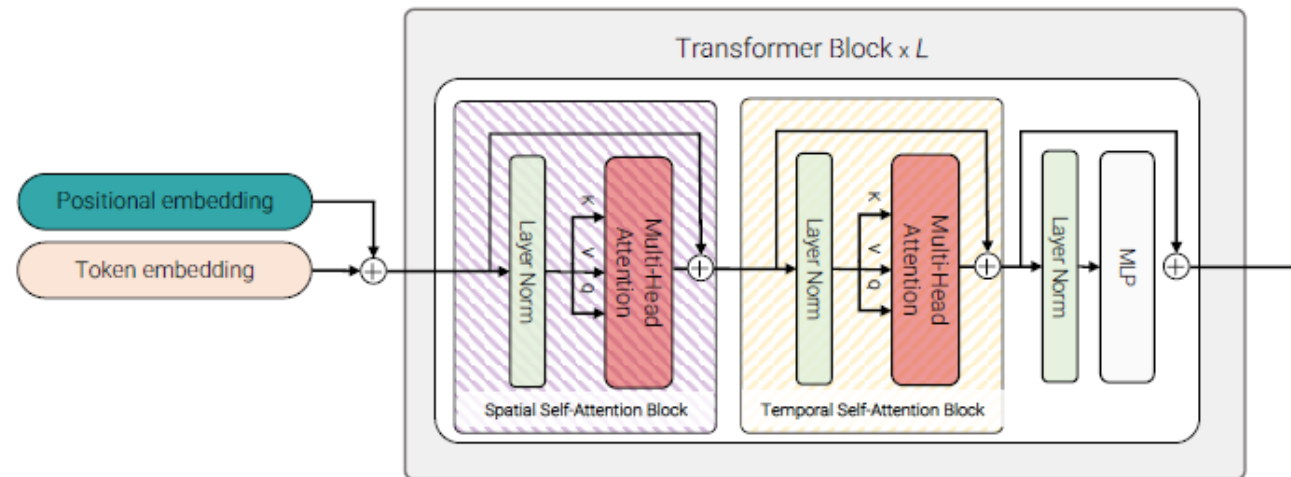 Transformer Block x L
Positional embedding
Token embedding
Layer Norm
K
V
Q
Multi-Head
Attention
Spatial Self-Attention Block
Layer Norm
K
V
Q
Multi-Head
Attention
Temporal Self-Attention Block
Layer Norm
MLP